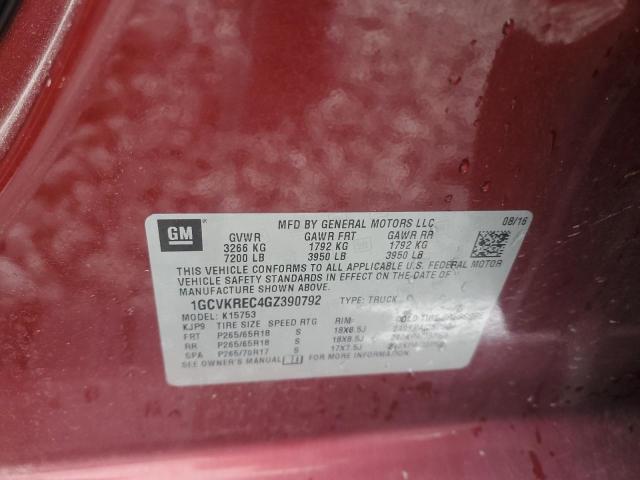 GM
MFD BY GENERAL MOTORS LLC 08/16
GVWR GAWR FRT GAWR RR
3266 KG 1792 KG 1792 KG
7200 LB 3950 LB 3950 LB
THIS VEHICLE CONFORMS TO ALL APPLICABLE U.S. FEDERAL MOTOR
VEHICLE SAFETY STANDARDS IN EFFECT ON THE DATE OF
MANUFACTURE SHOWN ABOVE.
1GCVKREC4GZ390792 TYPE: TRUCK
MODEL: K15753
KJP9 TIRE SIZE SPEED RTG RIM COLD TIRE PRESSURE
FRT P265/65R18 S 18X8.5J
RR P265/65R18 S 18X8.5J
SPA P265/70R17 S 17X7.5J
SEE OWNER'S MANUAL FOR MORE INFORMATION.